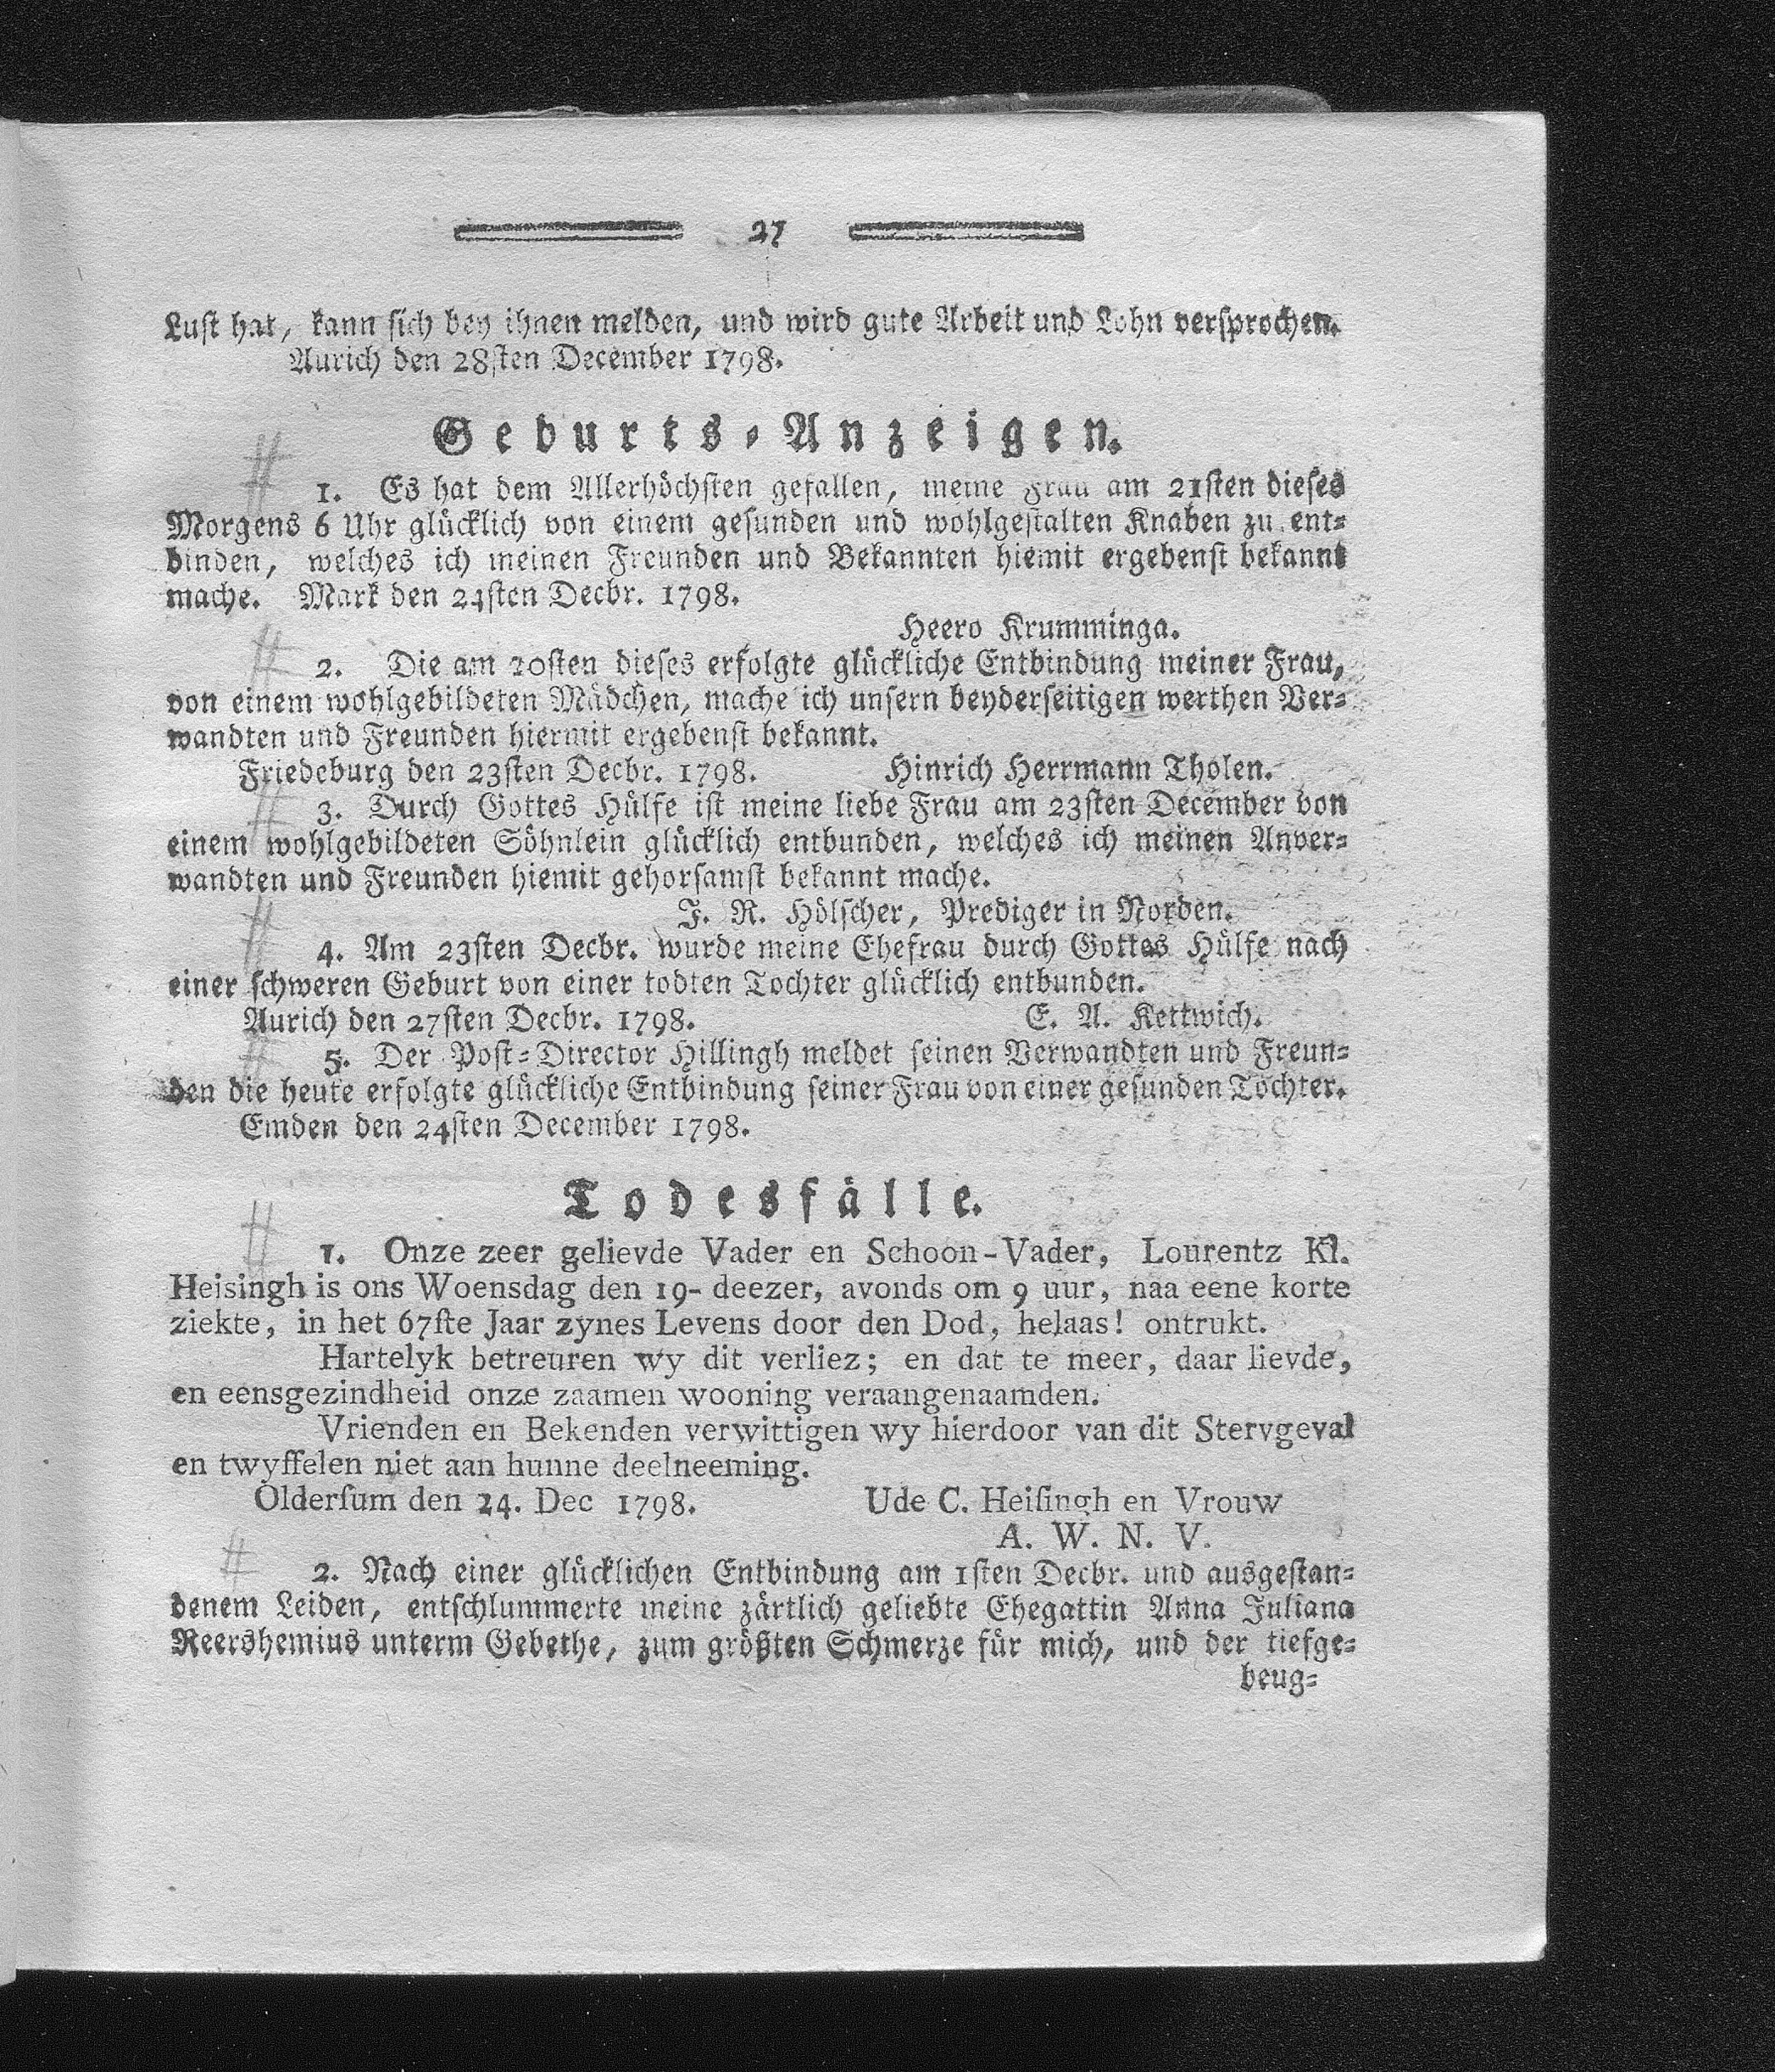 27
Lust hat, kann sich bey ihnen melden, und wird gute Arbeit und Lohn versprochen.
Aurich den 28sten December 1798.
Geburts-Anzeigen.
1. Es hat dem Allerhöchsten gefallen, meine Frau am 21sten dieses
Morgens 6 Uhr glücklich von einem gesunden und wohlgestalten Knaben zu ent-
binden, welches ich meinen Freunden und Bekannten hiemit ergebenst bekannt
mache. Mark den 24sten Decbr. 1798.
Heero Krumminga.
2. Die am 20sten dieses erfolgte glückliche Entbindung meiner Frau,
von einem wohlgebildeten Mädchen, mache ich unsern beyderseitigen werthen Ver-
wandten und Freunden hiermit ergebenst bekannt.
Friedeburg den 23sten Decbr. 1798. Hinrich Herrmann Tholen.
3. Durch Gottes Hülfe ist meine liebe Frau am 23sten December von
einem wohlgebildeten Söhnlein glücklich entbunden, welches ich meinen Anver-
wandten und Freunden hiemit gehorsamst bekannt mache.
J. R. Hölscher, Prediger in Norden.
4. Am 23sten Decbr. wurde meine Ehefrau durch Gottes Hülfe nach
einer schweren Geburt von einer todten Tochter glücklich entbunden.
Aurich den 27sten Decbr. 1798. E. A. Kettwich.
5. Der Post-Director Hillingh meldet seinen Verwandten und Freun-
den die heute erfolgte glückliche Entbindung seiner Frau von einer gesunden Tochter.
Emden den 24sten December 1798.
Todesfälle.
1. Onze zeer gelievde Vader en Schoon-Vader, Lourentz Kl.
Heisingh is ons Woensdag den 19- deezer, avonds om 9 uur, naa eene korte
ziekte, in het 67ste Jaar zynes Levens door den Dod, helaas! ontrukt.
Hartelyk betreuren wy dit verliez; en dat te meer, daar lievde,
en eensgezindheid onze zaamen wooning veraangenaamden.
Vrienden en Bekenden verwittigen wy hierdoor van dit Stervgeval
en twyffelen niet aan hunne deelneeming.
Oldersum den 24. Dec 1798. Ude C. Heisingh en Vrouw
A. W. N. V.
2. Nach einer glücklichen Entbindung am 1sten Decbr. und ausgestan-
denem Leiden, entschlummerte meine zärtlich geliebte Ehegattin Anna Juliana
Reershemius unterm Gebethe, zum größten Schmerze für mich, und der tiefge-
beug-